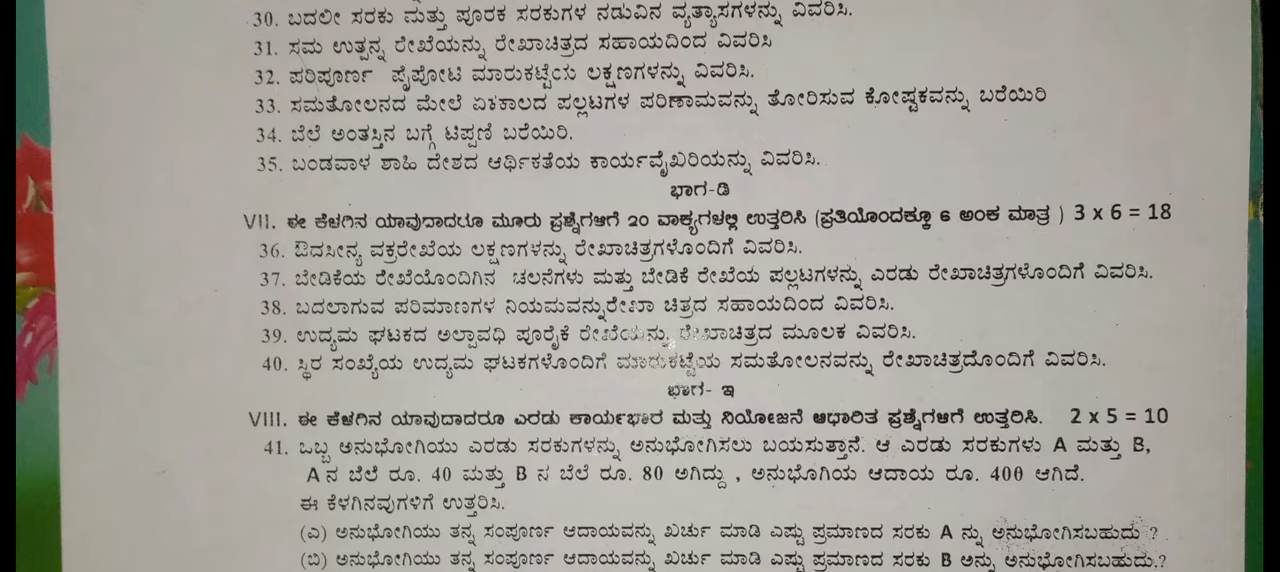 30. ಬದಲೀ ಸರಕು ಮತ್ತು ಪೂರಕ ಸರಕುಗಳ ನಡುವಿನ ವ್ಯತ್ಯಾಸಗಳನ್ನು ವಿವರಿಸಿ.
31. ಸಮ ಉತ್ಪನ್ನ ರೇಖೆಯನ್ನು ರೇಖಾಚಿತ್ರದ ಸಹಾಯದಿಂದ ವಿವರಿಸಿ
32. ಪರಿಪೂರ್ಣ ಪೈಪೋಟಿ ಮಾರುಕಟ್ಟೆಯ ಲಕ್ಷಣಗಳನ್ನು ವಿವರಿಸಿ.
33. ಸಮತೋಲನದ ಮೇಲೆ ಏಕಕಾಲದ ಪಲ್ಲಟಗಳ ಪರಿಣಾಮವನ್ನು ತೋರಿಸುವ ಕೋಷ್ಟಕವನ್ನು ಬರೆಯಿರಿ
34. ಬೆಲೆ ಅಂತಸ್ತಿನ ಬಗ್ಗೆ ಟಿಪ್ಪಣಿ ಬರೆಯಿರಿ.
35. ಬಂಡವಾಳ ಶಾಹಿ ದೇಶದ ಆರ್ಥಿಕತೆಯ ಕಾರ್ಯವೈಖರಿಯನ್ನು ವಿವರಿಸಿ.
ಭಾಗ-ಡಿ
VII. ಈ ಕೆಳಗಿನ ಯಾವುದಾದಲೂ ಮೂರು ಪ್ರಶ್ನೆಗಳಿಗೆ 20 ವಾಕ್ಯಗಳಲ್ಲಿ ಉತ್ತರಿಸಿ (ಪ್ರತಿಯೊಂದಕ್ಕೂ 6 ಅಂಕ ಮಾತ್ರ ) 3 x 6 = 18
36. ಔದಸೀನ್ಯ ವಕ್ರರೇಖೆಯ ಲಕ್ಷಣಗಳನ್ನು ರೇಖಾಚಿತ್ರಗಳೊಂದಿಗೆ ವಿವರಿಸಿ.
37. ಬೇಡಿಕೆಯ ರೇಖೆಯೊಂದಿಗಿನ ಚಲನೆಗಳು ಮತ್ತು ಬೇಡಿಕೆ ರೇಖೆಯ ಪಲ್ಲಟಗಳನ್ನು ಎರಡು ರೇಖಾಚಿತ್ರಗಳೊಂದಿಗೆ ವಿವರಿಸಿ.
38. ಬದಲಾಗುವ ಪರಿಮಾಣಗಳ ನಿಯಮವನ್ನುರೇಖಾ ಚಿತ್ರದ ಸಹಾಯದಿಂದ ವಿವರಿಸಿ.
39. ಉದ್ಯಮ ಘಟಕದ ಅಲ್ಪಾವಧಿ ಪೂರೈಕೆ ರೇಖೆಯನ್ನು ರೇಖಾಚಿತ್ರದ ಮೂಲಕ ವಿವರಿಸಿ.
40. ಸ್ಥಿರ ಸಂಖ್ಯೆಯ ಉದ್ಯಮ ಘಟಕಗಳೊಂದಿಗೆ ಮಾರುಕಟ್ಟೆಯ ಸಮತೋಲನವನ್ನು ರೇಖಾಚಿತ್ರದೊಂದಿಗೆ ವಿವರಿಸಿ.
ಭಾಗ- ಇ
VIII. ಈ ಕೆಳಗಿನ ಯಾವುದಾದರೂ ಎರಡು ಕಾರ್ಯಭಾರ ಮತ್ತು ನಿಯೋಜನೆ ಆಧಾರಿತ ಪ್ರಶ್ನೆಗಳಿಗೆ ಉತ್ತರಿಸಿ. 2 x 5 = 10
41. ಒಬ್ಬ ಅನುಭೋಗಿಯು ಎರಡು ಸರಕುಗಳನ್ನು ಅನುಭೋಗಿಸಲು ಬಯಸುತ್ತಾನೆ. ಆ ಎರಡು ಸರಕುಗಳು A ಮತ್ತು B,
A ನ ಬೆಲೆ ರೂ. 40 ಮತ್ತು B ನ ಬೆಲೆ ರೂ. 80 ಆಗಿದ್ದು , ಅನುಭೋಗಿಯ ಆದಾಯ ರೂ. 400 ಆಗಿದೆ.
ಈ ಕೆಳಗಿನವುಗಳಿಗೆ ಉತ್ತರಿಸಿ.
(ಎ) ಅನುಭೋಗಿಯು ತನ್ನ ಸಂಪೂರ್ಣ ಆದಾಯವನ್ನು ಖರ್ಚು ಮಾಡಿ ಎಷ್ಟು ಪ್ರಮಾಣದ ಸರಕು A ನ್ನು ಅನುಭೋಗಿಸಬಹುದು ?
(ಬಿ) ಅನುಭೋಗಿಯು ತನ್ನ ಸಂಪೂರ್ಣ ಆದಾಯವನ್ನು ಖರ್ಚು ಮಾಡಿ ಎಷ್ಟು ಪ್ರಮಾಣದ ಸರಕು B ಅನ್ನು ಅನುಭೋಗಿಸಬಹುದು.?